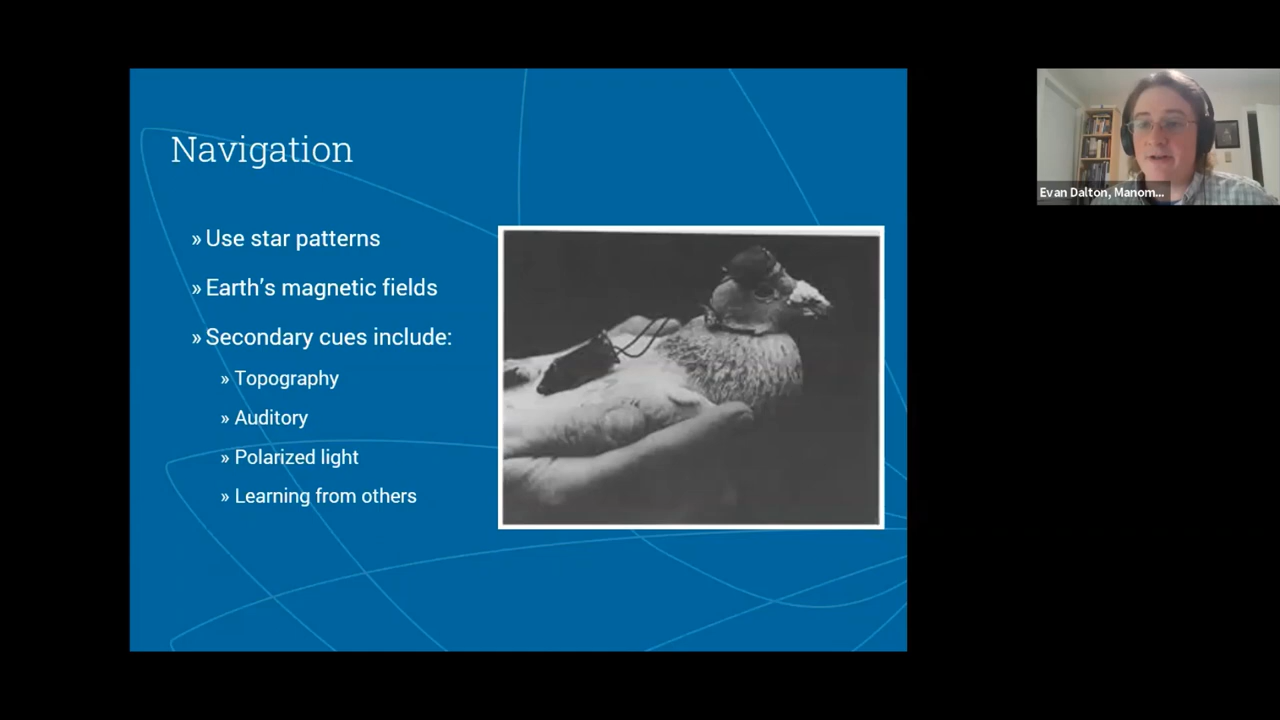 Navigation
» Use star patterns
» Earth’s magnetic fields
» Secondary cues include:
» Topography
» Auditory
» Polarized light
» Learning from others
Evan Dalton, Manom...